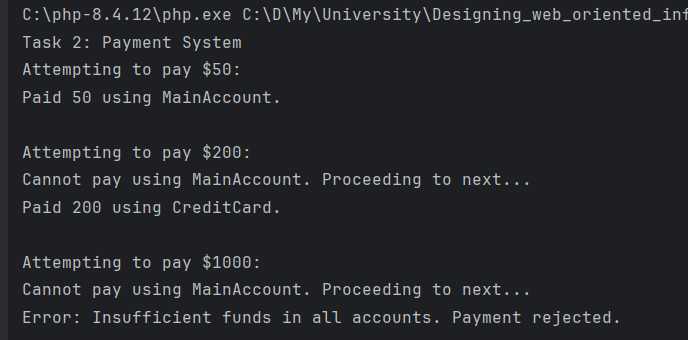 C:\php-8.4.12\php.exe C:\D\My\University\Designing_web_oriented_inf
Task 2: Payment System
Attempting to pay $50:
Paid 50 using MainAccount.
Attempting to pay $200:
Cannot pay using MainAccount. Proceeding to next...
Paid 200 using CreditCard.
Attempting to pay $1000:
Cannot pay using MainAccount. Proceeding to next...
Error: Insufficient funds in all accounts. Payment rejected.